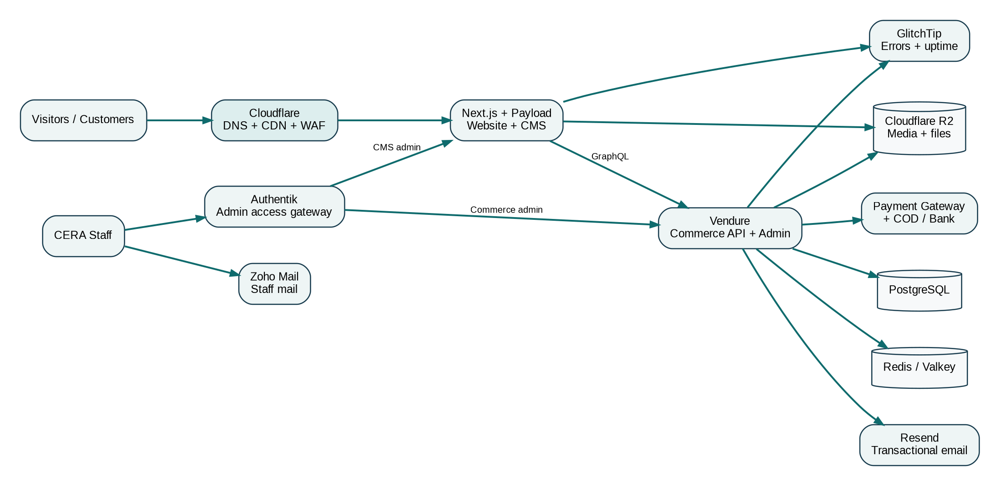 GlitchTip
Errors + uptime
Visitors / Customers
Cloudflare
DNS + CDN + WAF
Next.js + Payload
Website + CMS
Cloudflare R2
Media + files
CMS admin
GraphQL
Authentik
Admin access gateway
Commerce admin
Payment Gateway
+ COD / Bank
CERA Staff
Vendure
Commerce API + Admin
Zoho Mail
Staff mail
PostgreSQL
Redis / Valkey
Resend
Transactional email